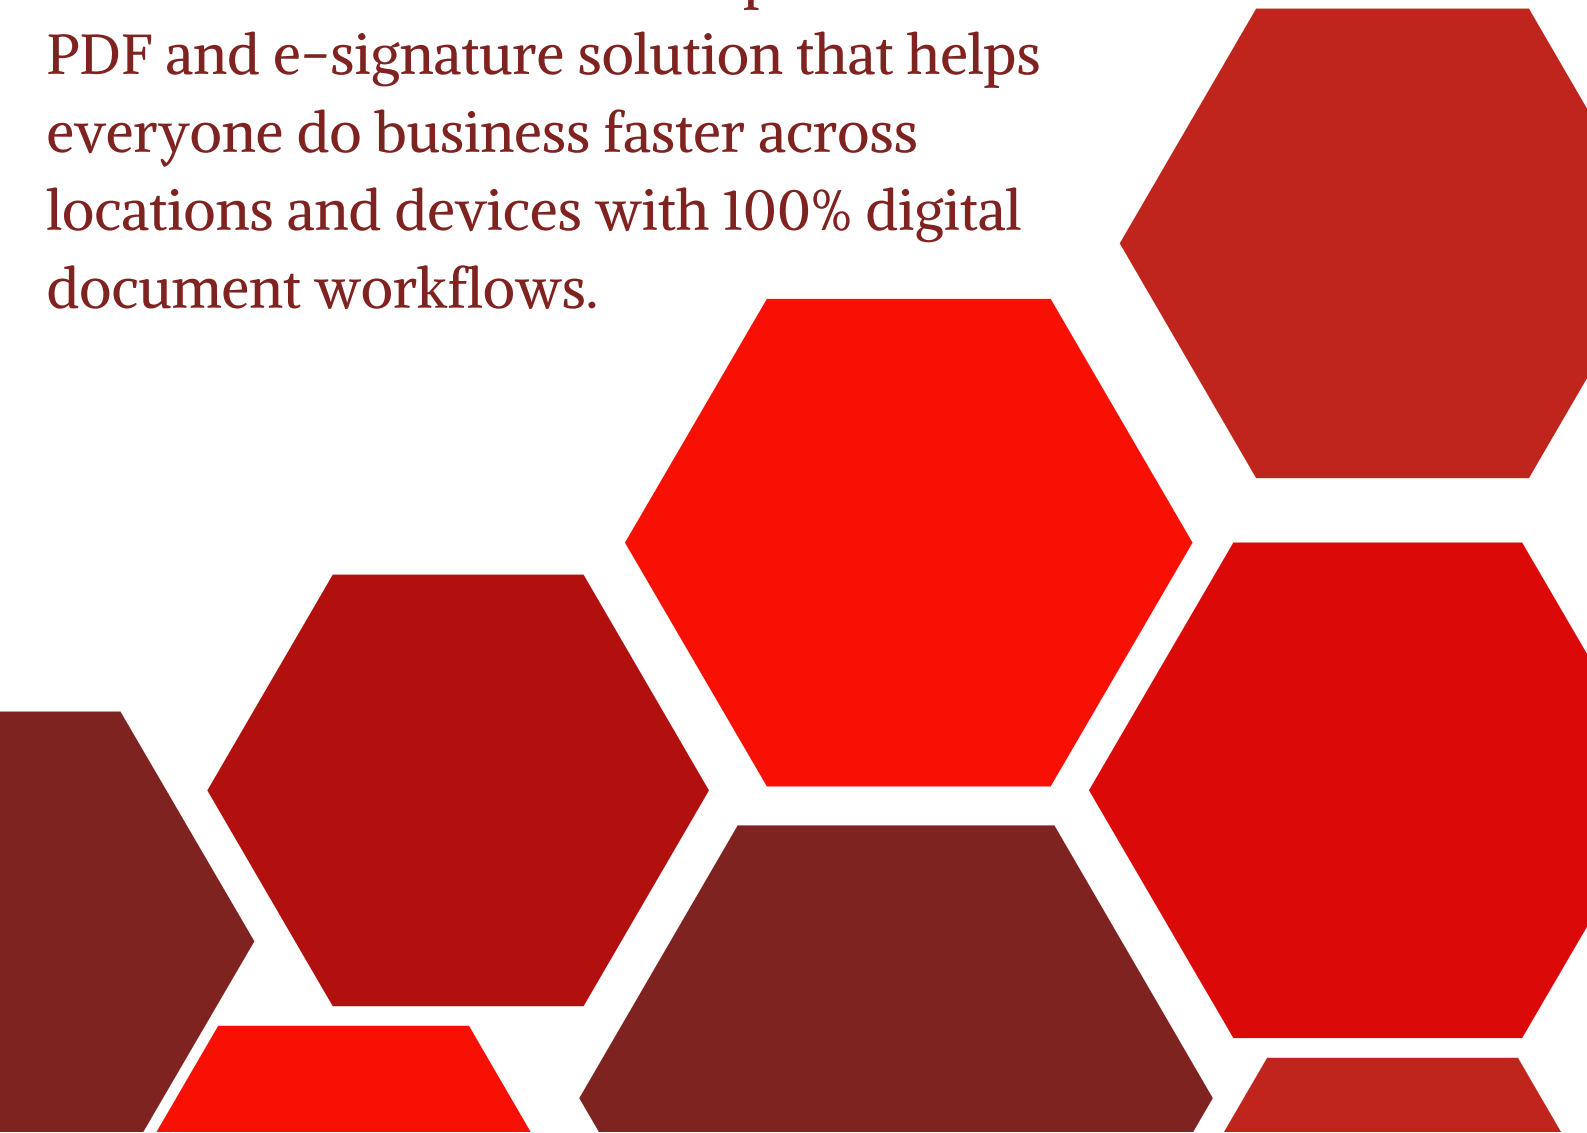 PDF and e-signature solution that helps
everyone do business faster across
locations and devices with 100% digital
document workflows.